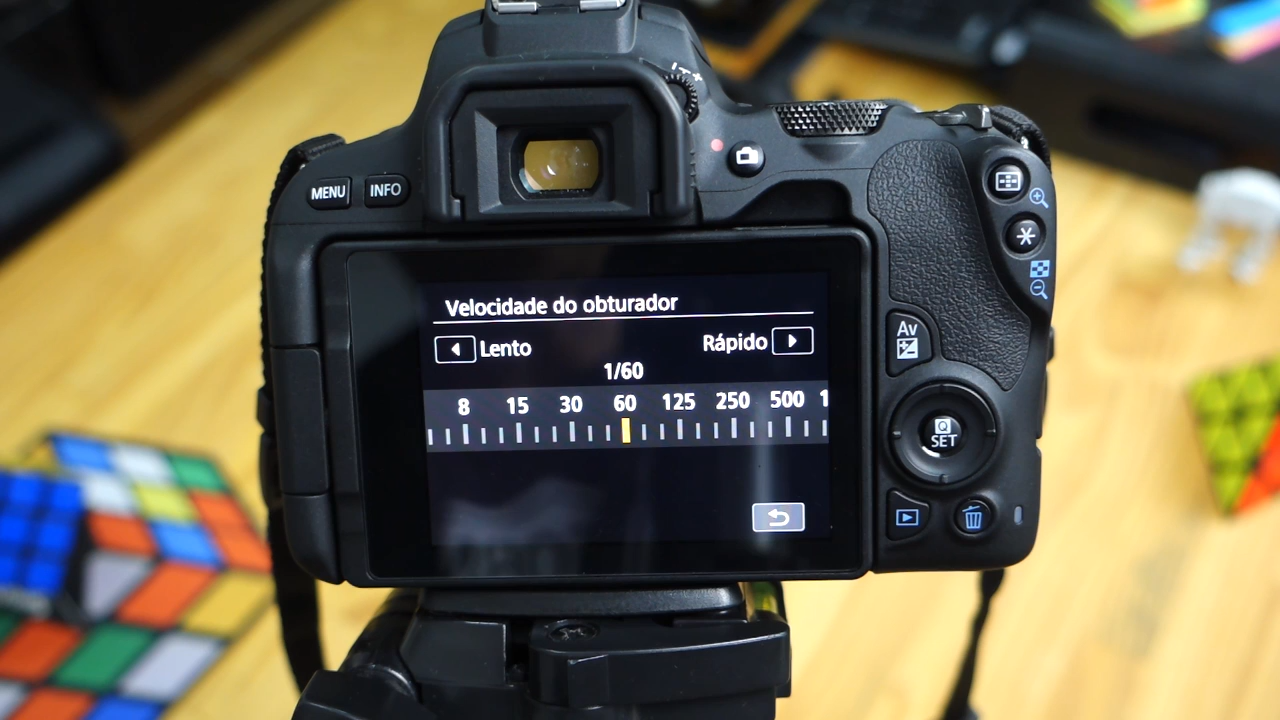 MENU INFO
Velocidade do obturador
Lento Rápido
1/60
8 15 30 60 125 250 500 1
Av
Q
SET